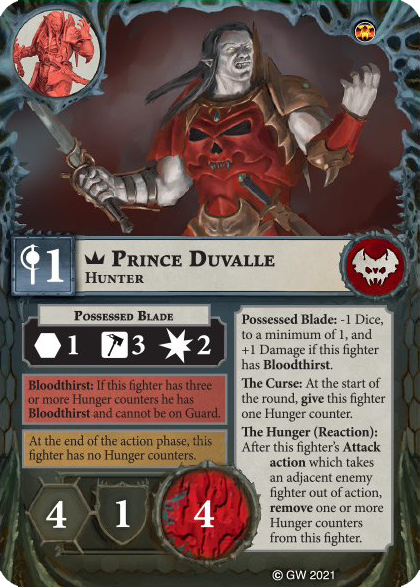 1
PRINCE DUVALLE
HUNTER
POSSESSED BLADE
1 3 2
Bloodthirst: If this fighter has three
or more Hunger counters he has
Bloodthirst and cannot be on Guard.
At the end of the action phase, this
fighter has no Hunger counters.
4 1 4
Possessed Blade: -1 Dice,
to a minimum of 1, and
+1 Damage if this fighter
has Bloodthirst.
The Curse: At the start of
the round, give this fighter
one Hunger Counter.
The Hunger (Reaction):
After this fighter's Attack
action which takes
an adjacent enemy
fighter out of action,
remove one or more
Hunger counters
from this fighter.
© GW 2021